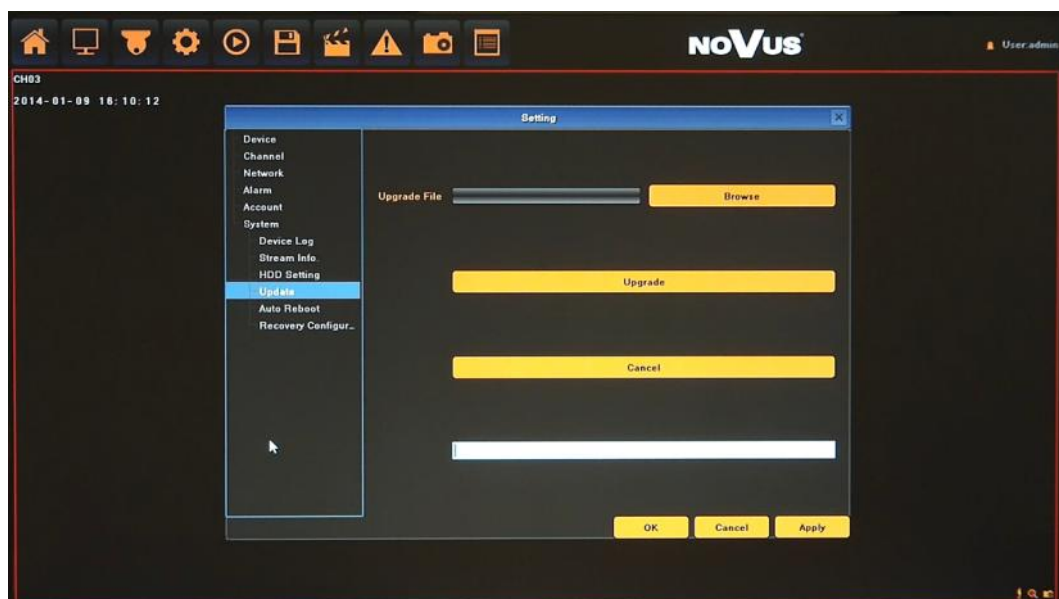 NOVUS
User:admin
CH03
2014-01-09 16:10:12
Setting
Device
Channel
Network
Alarm
Account
System
Device Log
Stream Info.
HDD Setting
Update
Auto Reboot
Recovery Configur_
Upgrade File
Browse
Upgrade
Cancel
OK
Cancel
Apply